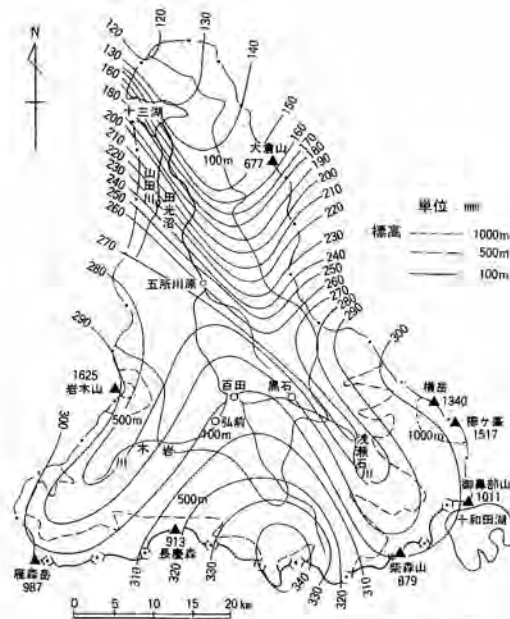 N
120
120
130
140
120
130
160
180
200
210
220
230
240
250
260
270
280
290
300
十三湖
山田川
田光沼
100m
大倉山
677
150
160
170
180
190
200
210
220
230
240
250
260
270
280
290
300
単位
標高
1000m
500m
100m
五所川原
1625
岩木山
500m
百田
黒石
弘前
100m
岩木川
浅瀬石川
横岳
1340
1000m
櫛ヶ峯
1517
御鼻部山
1011
十和田湖
500m
雁森岳
987
913
長慶森
310
320
330
340
330
320
310
柴森山
879
0 5 10 15 20 km